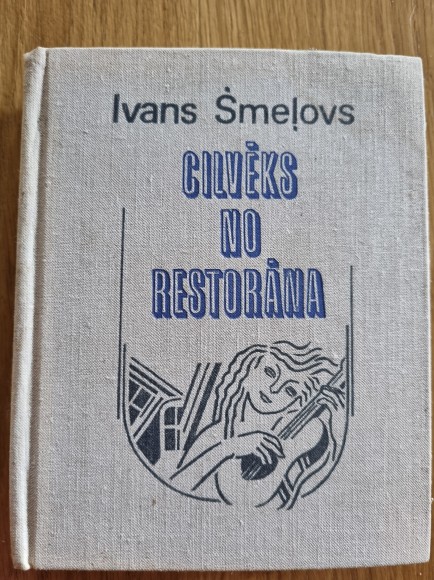 Ivans Šmeļovs
CILVĒKS
NO
RESTORĀNA